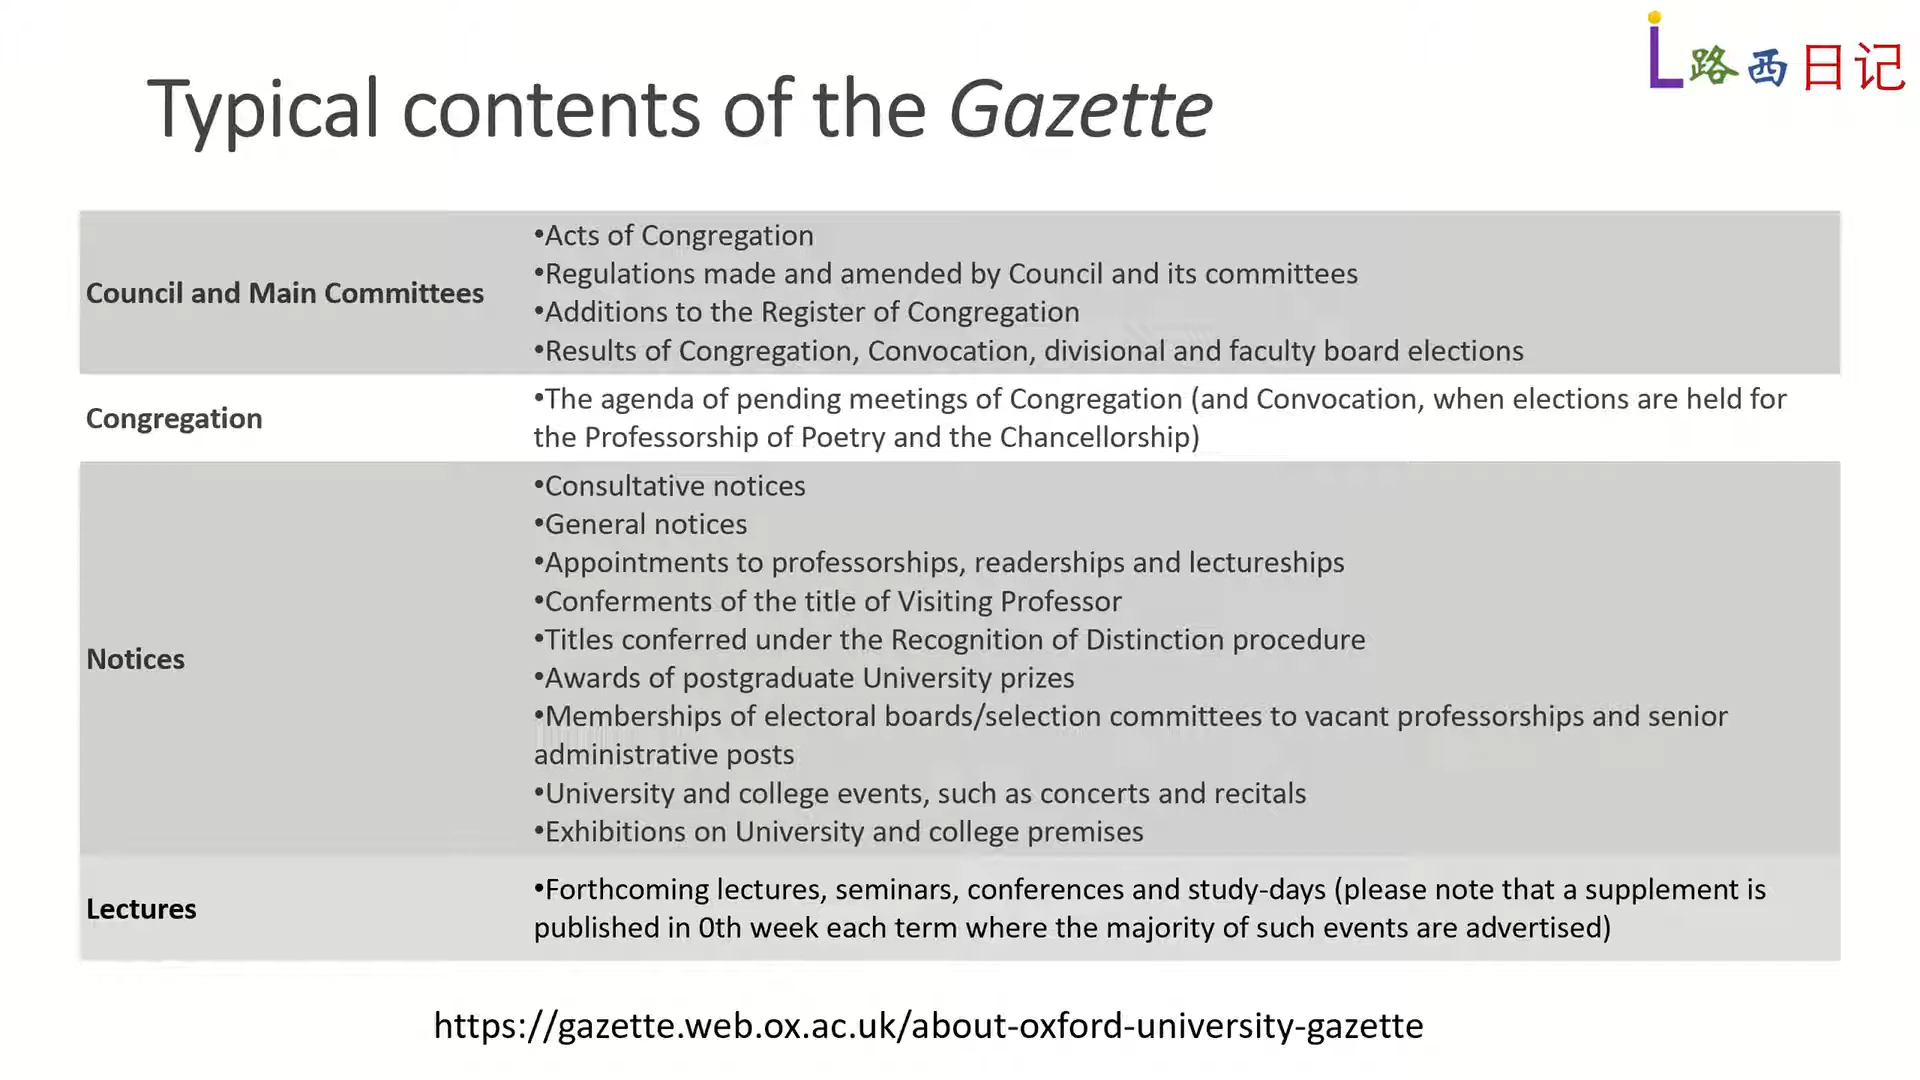 L路西日记
Typical contents of the Gazette
Council and Main Committees
•Acts of Congregation
•Regulations made and amended by Council and its committees
•Additions to the Register of Congregation
•Results of Congregation, Convocation, divisional and faculty board elections
Congregation
•The agenda of pending meetings of Congregation (and Convocation, when elections are held for
the Professorship of Poetry and the Chancellorship)
Notices
•Consultative notices
•General notices
•Appointments to professorships, readerships and lectureships
•Conferments of the title of Visiting Professor
•Titles conferred under the Recognition of Distinction procedure
•Awards of postgraduate University prizes
•Memberships of electoral boards/selection committees to vacant professorships and senior
administrative posts
•University and college events, such as concerts and recitals
•Exhibitions on University and college premises
Lectures
•Forthcoming lectures, seminars, conferences and study-days (please note that a supplement is
published in 0th week each term where the majority of such events are advertised)
https://gazette.web.ox.ac.uk/about-oxford-university-gazette